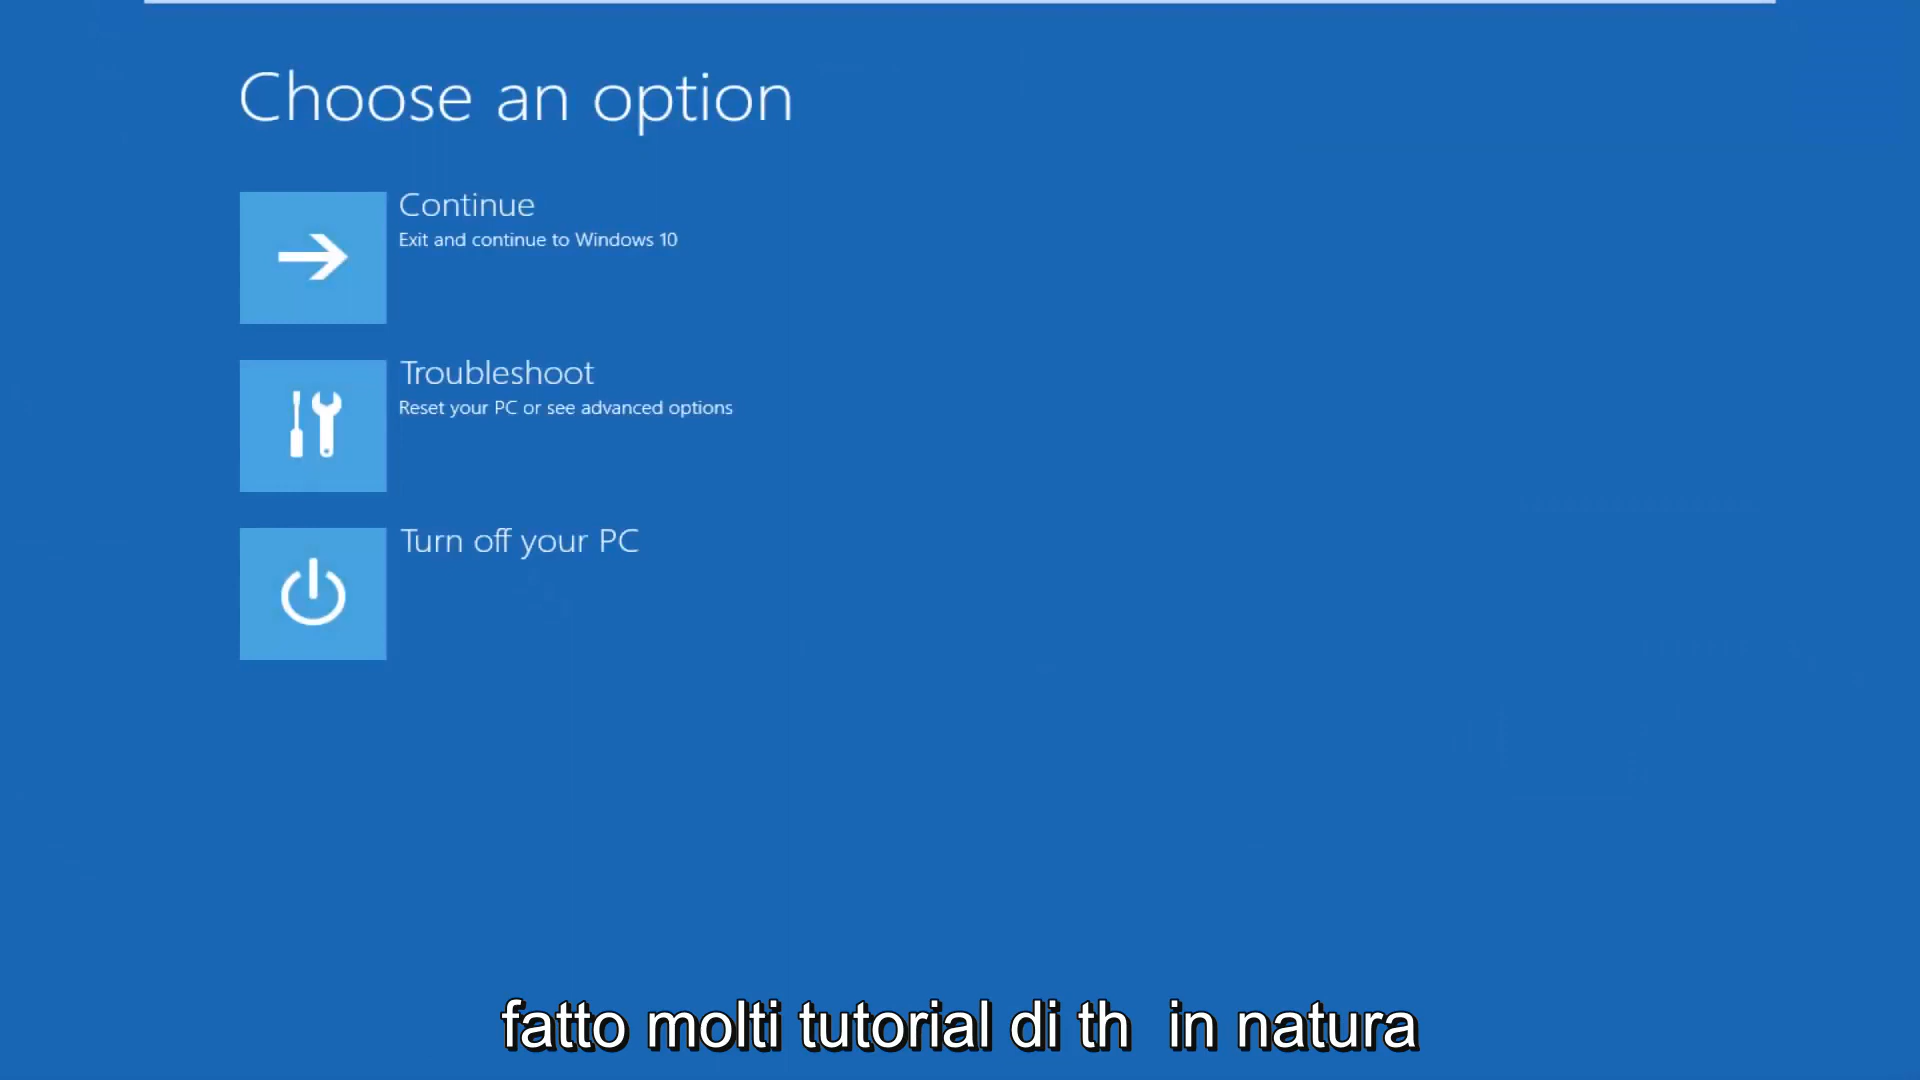 Choose an option
Continue
Exit and continue to Windows 10
Troubleshoot
Reset your PC or see advanced options
Turn off your PC
fatto molti tutorial di th in natura